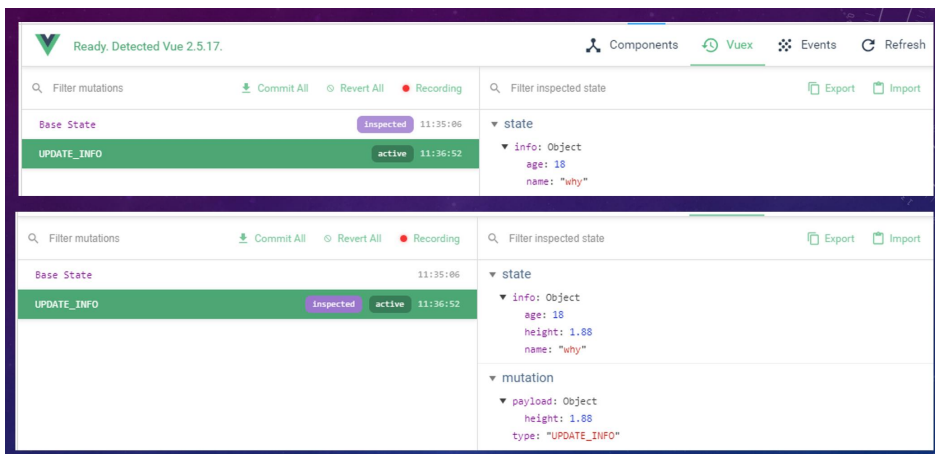 Ready. Detected Vue 2.5.17.
Components
Vuex
Events
Refresh
Filter mutations
Commit All
Revert All
Recording
Filter inspected state
Export
Import
Base State
inspected
11:35:06
state
UPDATE_INFO
active
11:36:52
info: Object
age: 18
name: "why"
Filter mutations
Commit All
Revert All
Recording
Filter inspected state
Export
Import
Base State
11:35:06
state
UPDATE_INFO
inspected
active
11:36:52
info: Object
age: 18
height: 1.88
name: "why"
mutation
payload: Object
height: 1.88
type: "UPDATE_INFO"